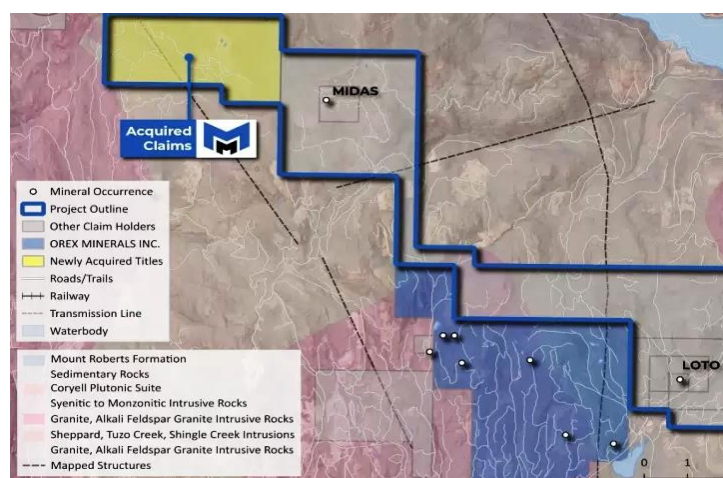 MIDAS
Acquired
Claims
Mineral Occurrence
Project Outline
Other Claim Holders
OREX MINERALS INC.
Newly Acquired Titles
Roads/Trails
Railway
Transmission Line
Waterbody
Mount Roberts Formation
Sedimentary Rocks
Coryell Plutonic Suite
Syenitic to Monzonitic Intrusive Rocks
Granite, Alkali Feldspar Granite Intrusive Rocks
Sheppard, Tuzo Creek, Shingle Creek Intrusions
Granite, Alkali Feldspar Granite Intrusive Rocks
Mapped Structures
LOTO
0 1